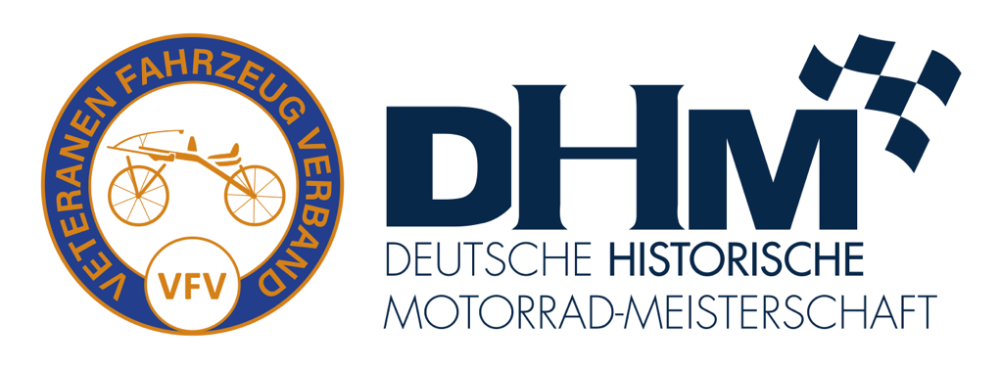 VETERANEN FAHRZEUG VERBAND
VFV
DHM
DEUTSCHE HISTORISCHE
MOTORRAD-MEISTERSCHAFT